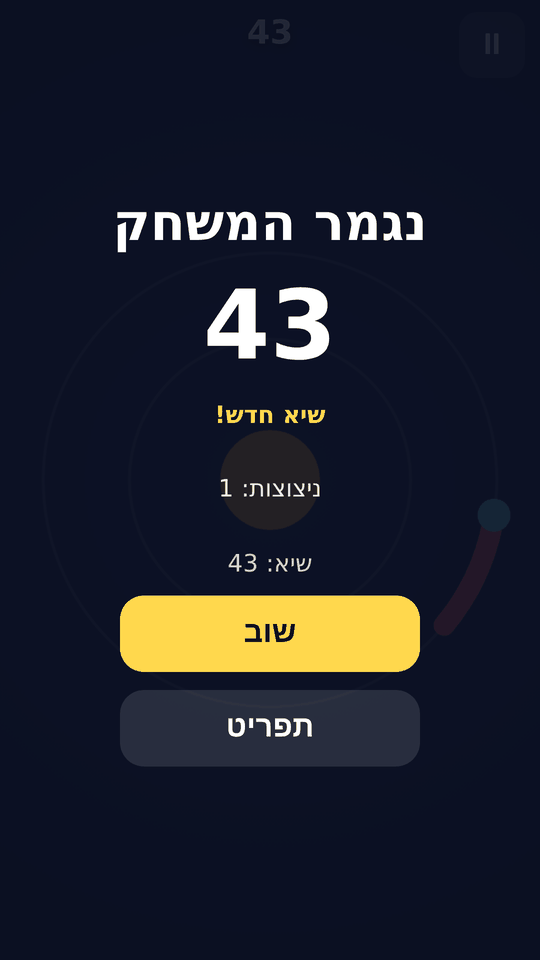 43
נגמר המשחק
43
שיא חדש!
ניצוצות: 1
שיא: 43
שוב
תפריט